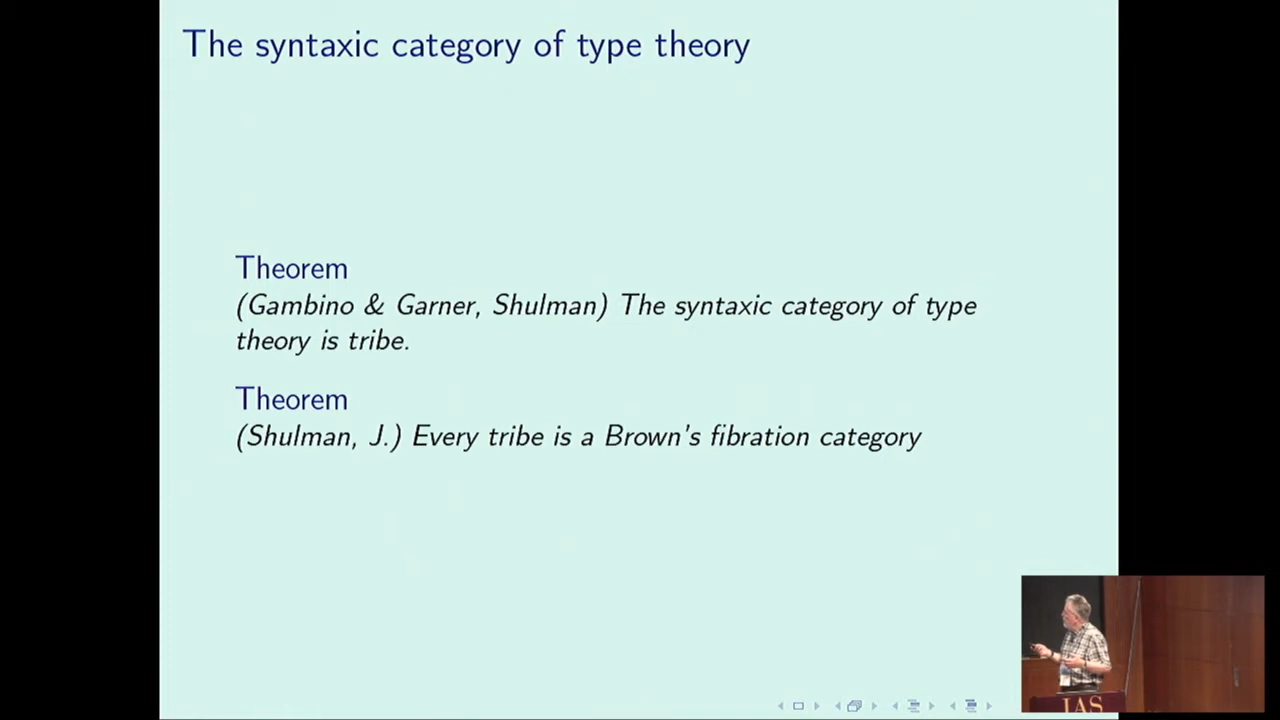 The syntaxic category of type theory
Theorem
(Gambino & Garner, Shulman) The syntaxic category of type
theory is tribe.
Theorem
(Shulman, J.) Every tribe is a Brown's fibration category
IAS